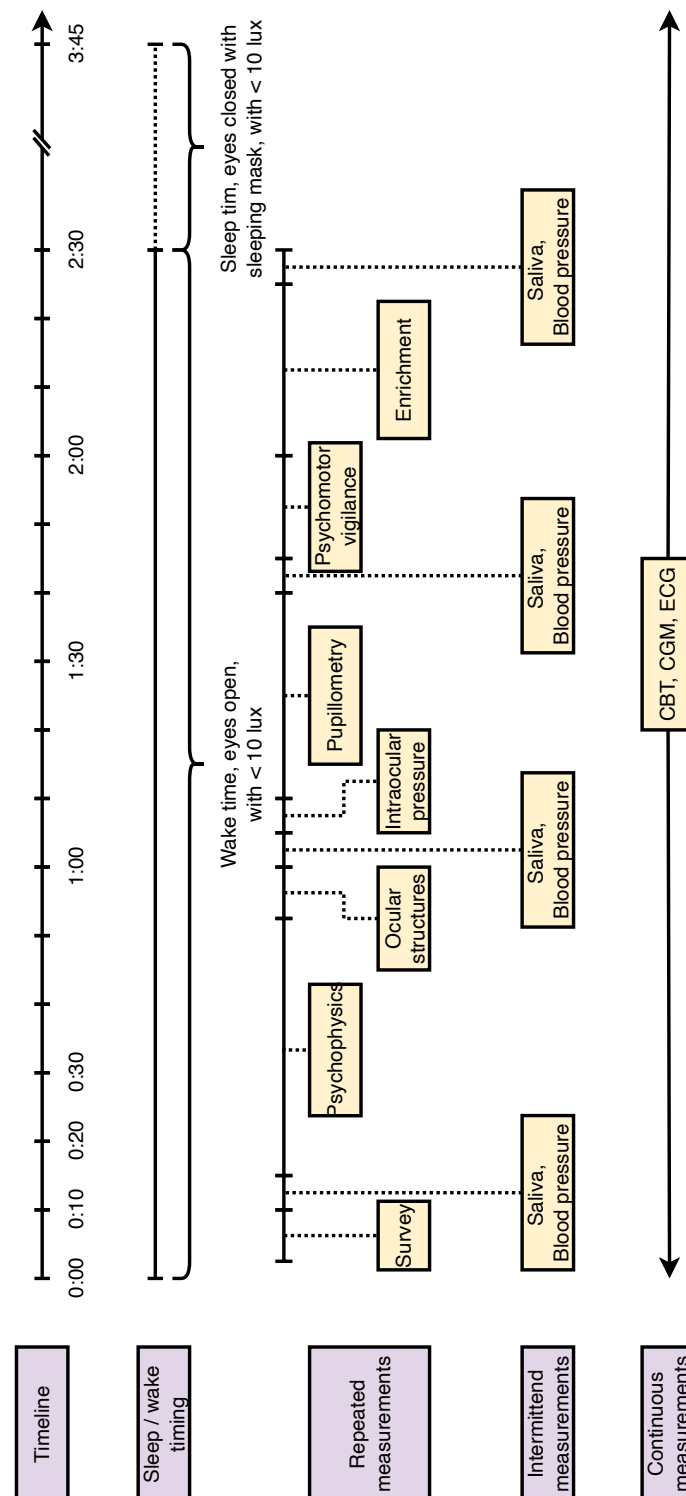 Timeline
0:00
0:10
0:20
0:30
1:00
1:30
2:00
2:30
3:45
Sleep / wake
timing
Wake time, eyes open,
with < 10 lux
Sleep tim, eyes closed with
sleeping mask, with < 10 lux
Repeated
measurements
Survey
Psychophysics
Ocular
structures
Intraocular
pressure
Pupillometry
Psychomotor
vigilance
Enrichment
Intermittend
measurements
Saliva,
Blood pressure
Saliva,
Blood pressure
Saliva,
Blood pressure
Saliva,
Blood pressure
Continuous
measurements
CBT, CGM, ECG